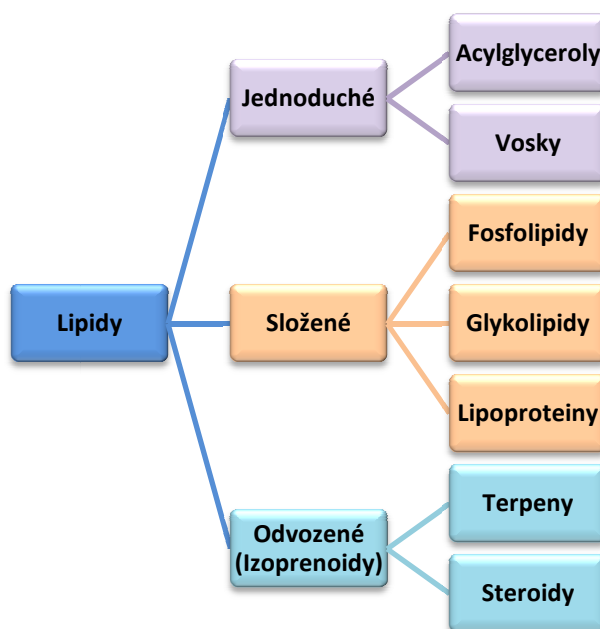 Lipidy
Jednoduché
Acylglyceroly
Vosky
Složené
Fosfolipidy
Glykolipidy
Lipoproteiny
Odvozené
(Izoprenoidy)
Terpeny
Steroidy